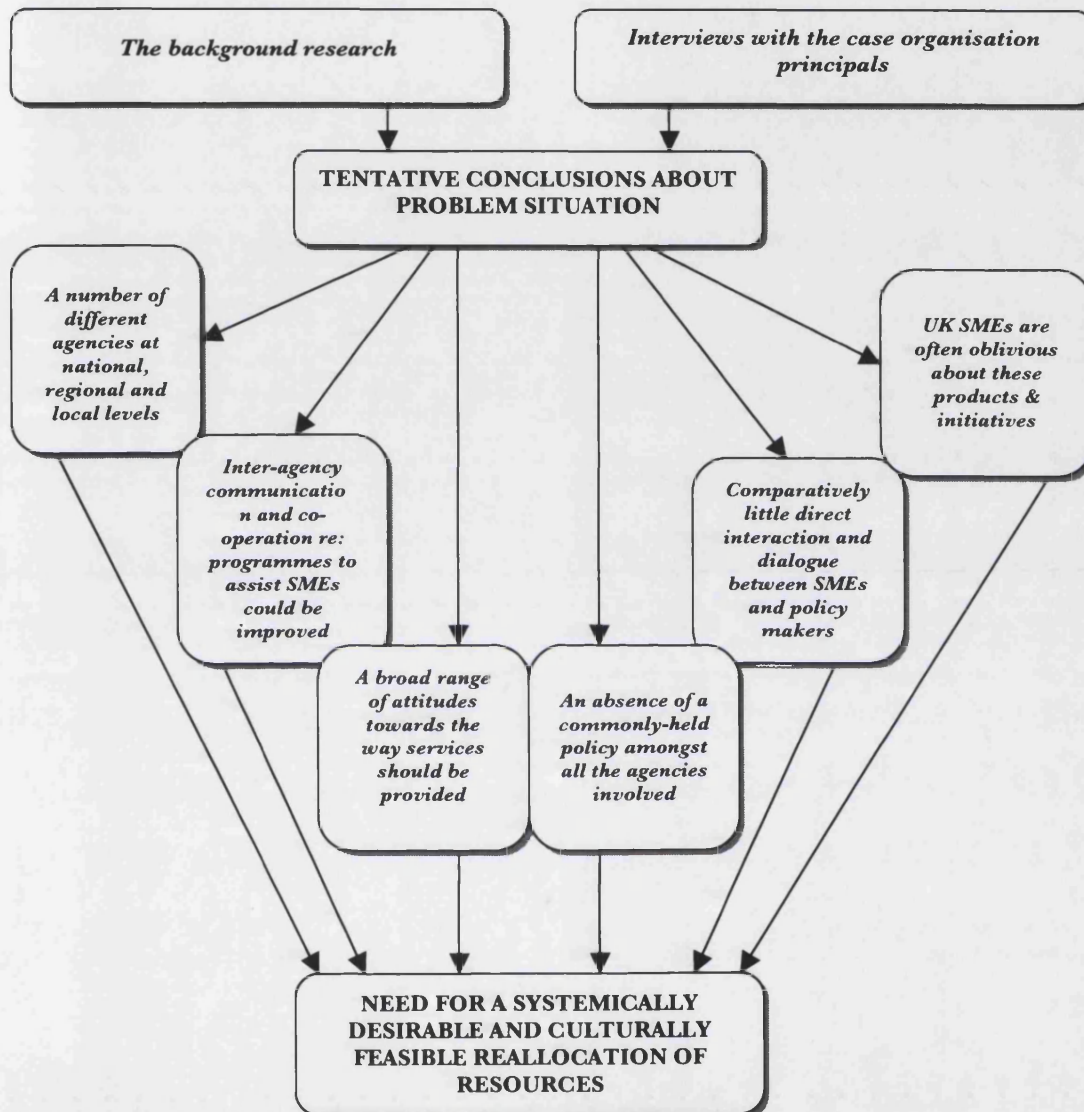 The background research
Interviews with the case organisation
principals
TENTATIVE CONCLUSIONS ABOUT
PROBLEM SITUATION
A number of
different
agencies at
national,
regional and
local levels
Inter-agency
communicatio
n and co-
operation re:
programmes to
assist SMEs
could be
improved
A broad range
of attitudes
towards the
way services
should be
provided
An absence of a
commonly-held
policy amongst
all the agencies
involved
Comparatively
little direct
interaction and
dialogue
between SMEs
and policy
makers
UK SMEs are
often oblivious
about these
products &
initiatives
NEED FOR A SYSTEMICALLY
DESIRABLE AND CULTURALLY
FEASIBLE REALLOCATION OF
RESOURCES